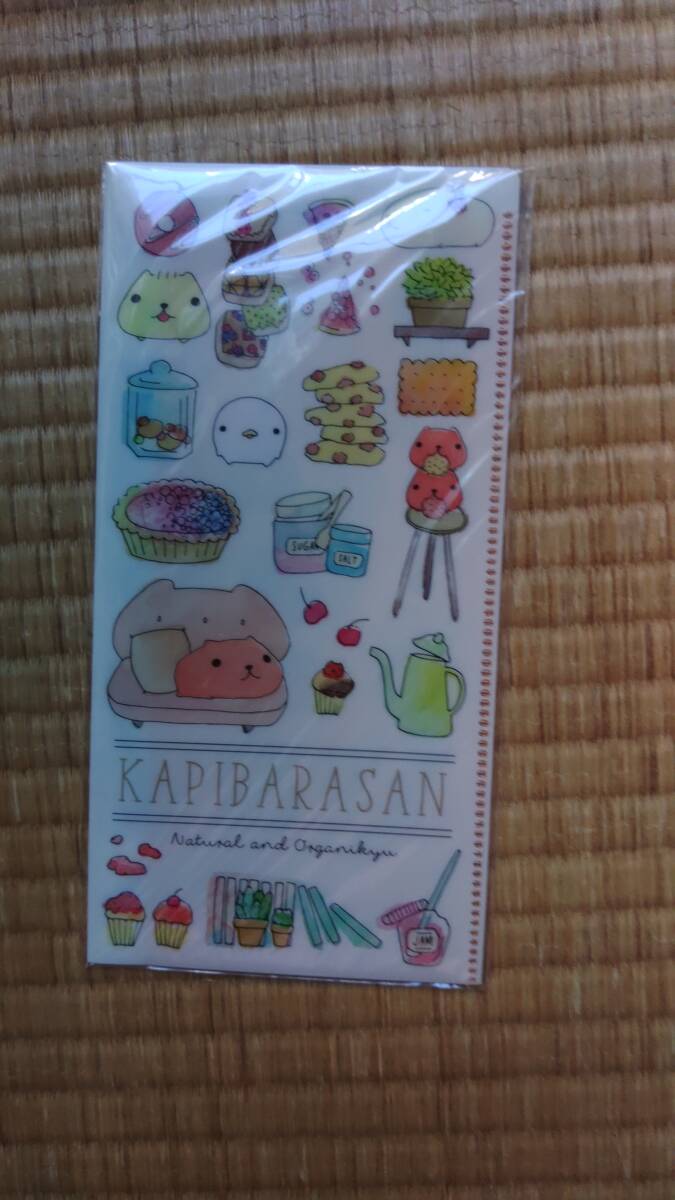 SUGAR
SALT
KAPIBARASAN
Natural and Organikyu
JAM